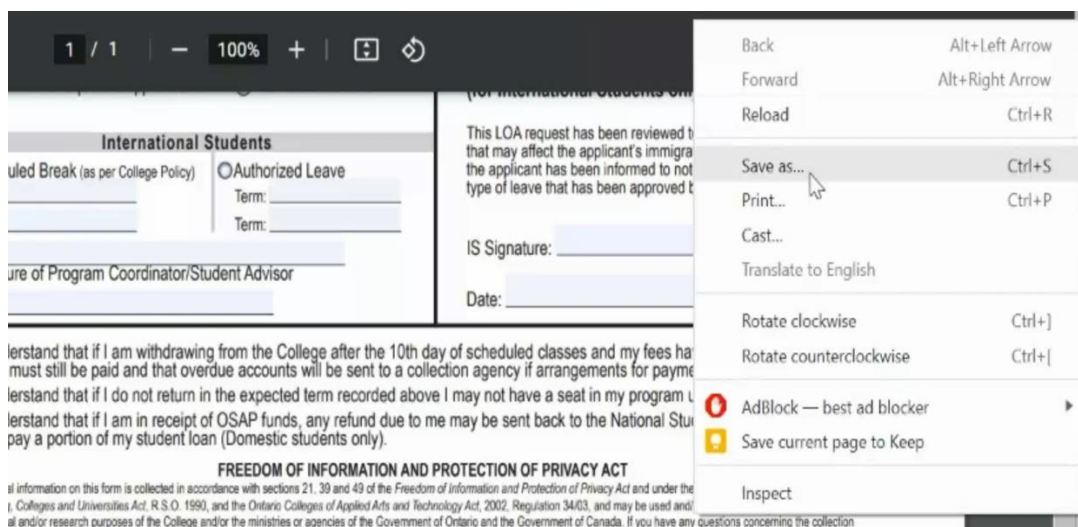 1 / 1 — 100% +
Back Alt+Left Arrow
Forward Alt+Right Arrow
Reload Ctrl+R
Save as... Ctrl+S
Print... Ctrl+P
Cast...
Translate to English
Rotate clockwise Ctrl+]
Rotate counterclockwise Ctrl+[
AdBlock — best ad blocker
Save current page to Keep
Inspect
International Students
uled Break (as per College Policy)
Authorized Leave
Term:
Term:
ure of Program Coordinator/Student Advisor
(for International Students onl
This LOA request has been reviewed t
that may affect the applicant's immigra
the applicant has been informed to not
type of leave that has been approved b
IS Signature:
Date:
lerstand that if I am withdrawing from the College after the 10th day of scheduled classes and my fees ha
must still be paid and that overdue accounts will be sent to a collection agency if arrangements for payme
lerstand that if I do not return in the expected term recorded above I may not have a seat in my program u
lerstand that if I am in receipt of OSAP funds, any refund due to me may be sent back to the National Stu
pay a portion of my student loan (Domestic students only).
FREEDOM OF INFORMATION AND PROTECTION OF PRIVACY ACT
al information on this form is collected in accordance with sections 21, 39 and 49 of the Freedom of Information and Protection of Privacy Act and under the
, Colleges and Universities Act, R.S.O. 1990, and the Ontario Colleges of Applied Arts and Technology Act, 2002, Regulation 34/03, and may be used and/
al and/or research purposes of the College and/or the ministries or agencies of the Government of Ontario and the Government of Canada. If you have any questions concerning the collection